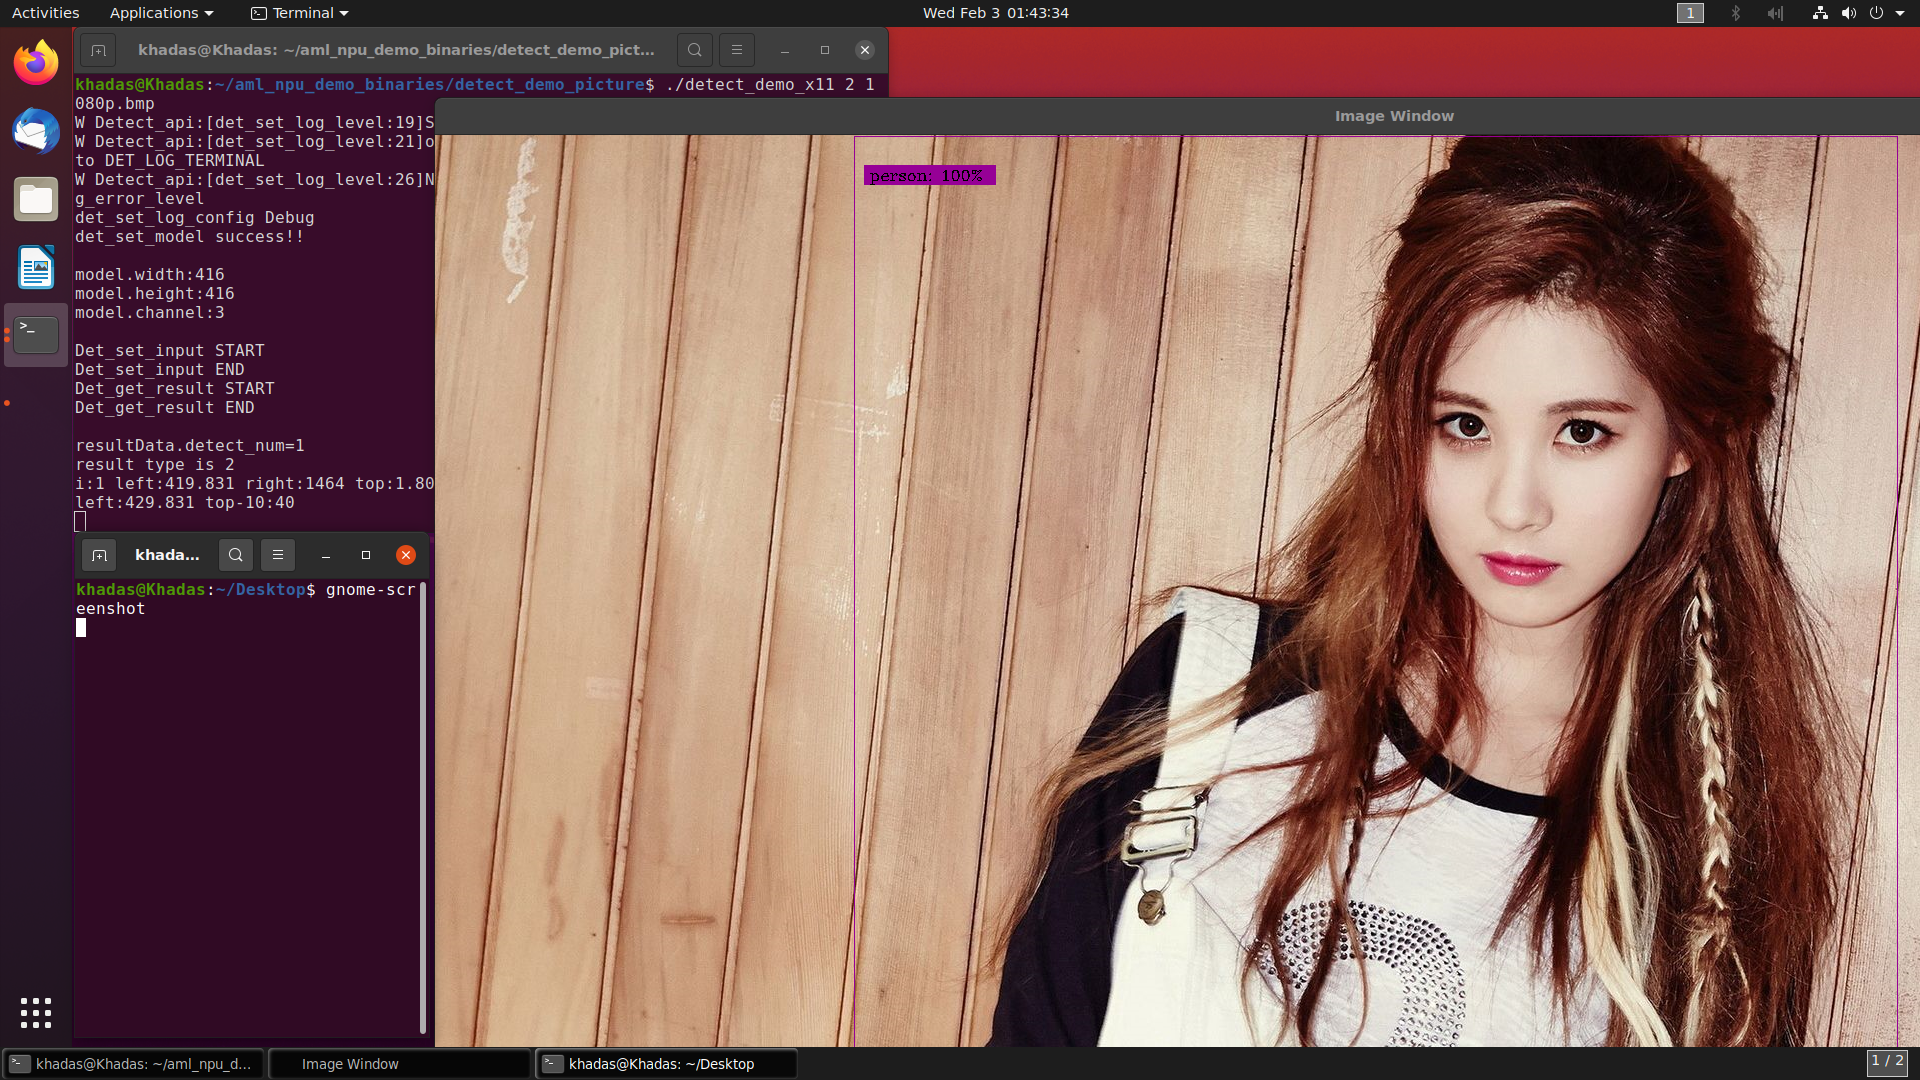 Activities Applications Terminal Wed Feb 3 01:43:34 1
khadas@Khadas: ~/aml_npu_demo_binaries/detect_demo_pict...
khadas@Khadas:~/aml_npu_demo_binaries/detect_demo_picture$ ./detect_demo_x11 2 1
080p.bmp
W Detect_api:[det_set_log_level:19]S
W Detect_api:[det_set_log_level:21]o
to DET_LOG_TERMINAL
W Detect_api:[det_set_log_level:26]N
g_error_level
det_set_log_config Debug
det_set_model success!!
model.width:416
model.height:416
model.channel:3
Det_set_input START
Det_set_input END
Det_get_result START
Det_get_result END
resultData.detect_num=1
result type is 2
i:1 left:419.831 right:1464 top:1.80
left:429.831 top-10:40
khada...
khadas@Khadas:~/Desktop$ gnome-scr
eenshot
Image Window
person: 100%
khadas@Khadas: ~/aml_npu_d... Image Window khadas@Khadas: ~/Desktop 1 / 2